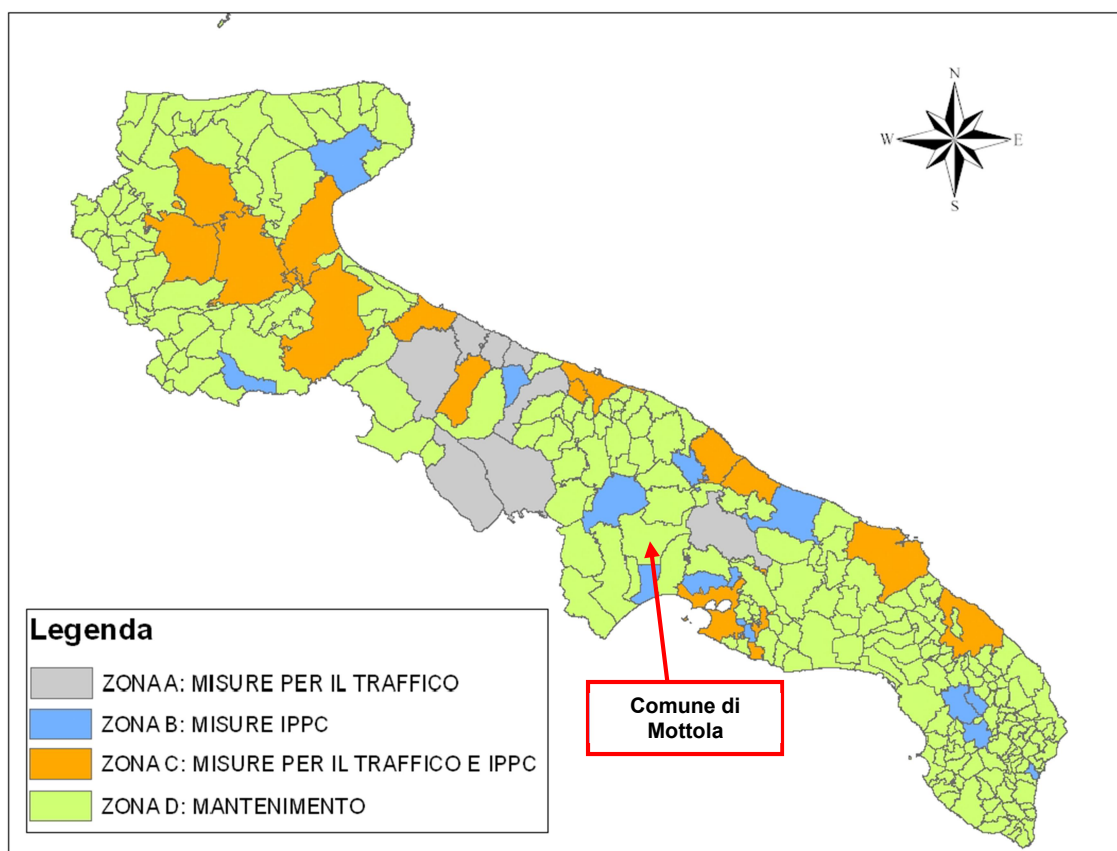 N
W
E
S
Legenda
ZONA A: MISURE PER IL TRAFFICO
ZONA B: MISURE IPPC
ZONA C: MISURE PER IL TRAFFICO E IPPC
ZONA D: MANTENIMENTO
Comune di
Mottola